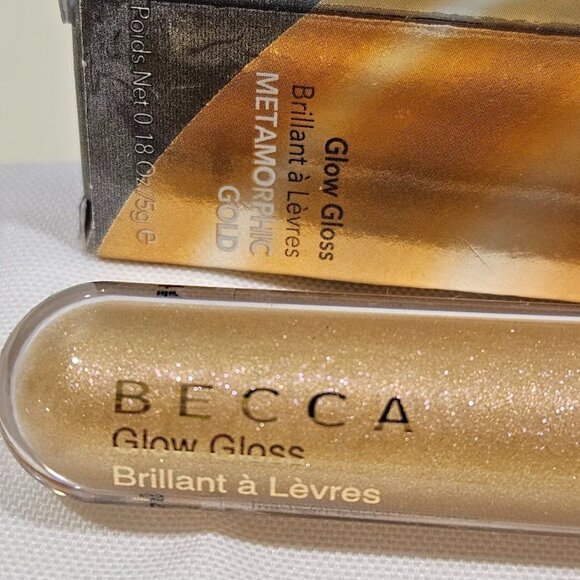 Glow Gloss
Brillant à Lèvres
METAMORPHIC
GOLD
Poids Net 0.18 Oz/5g ℮
BECCA
Glow Gloss
Brillant à Lèvres